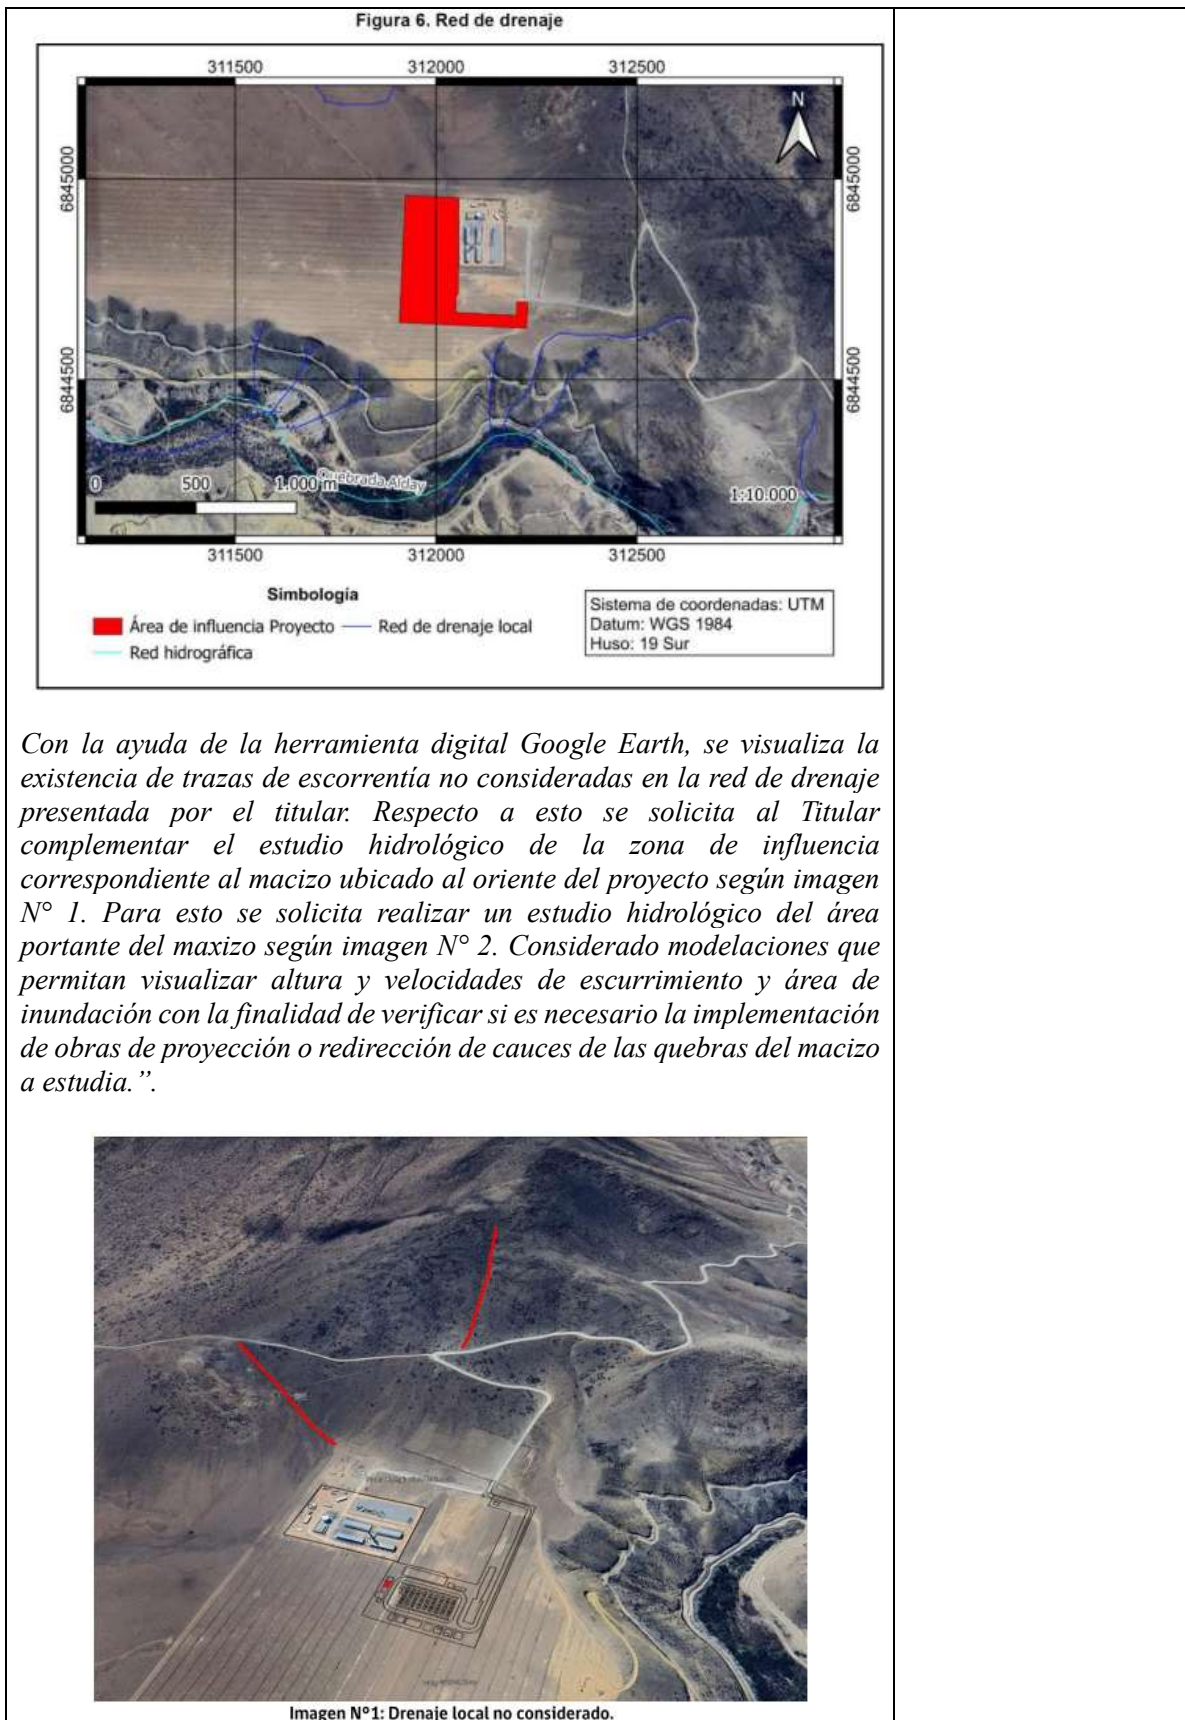 Figura 6. Red de drenaje
311500 312000 312500
N
6845000 6845000
6844500 6844500
Quebrada Alday
0 500 1.000 m
1:10.000
311500 312000 312500
Simbología
Área de influencia Proyecto Red de drenaje local
Red hidrográfica
Sistema de coordenadas: UTM
Datum: WGS 1984
Huso: 19 Sur
Con la ayuda de la herramienta digital Google Earth, se visualiza la
existencia de trazas de escorrentía no consideradas en la red de drenaje
presentada por el titular. Respecto a esto se solicita al Titular
complementar el estudio hidrológico de la zona de influencia
correspondiente al macizo ubicado al oriente del proyecto según imagen
N° 1. Para esto se solicita realizar un estudio hidrológico del área
portante del maxizo según imagen N° 2. Considerado modelaciones que
permitan visualizar altura y velocidades de escurrimiento y área de
inundación con la finalidad de verificar si es necesario la implementación
de obras de proyección o redirección de cauces de las quebras del macizo
a estudia.”.
Imagen N°1: Drenaje local no considerado.